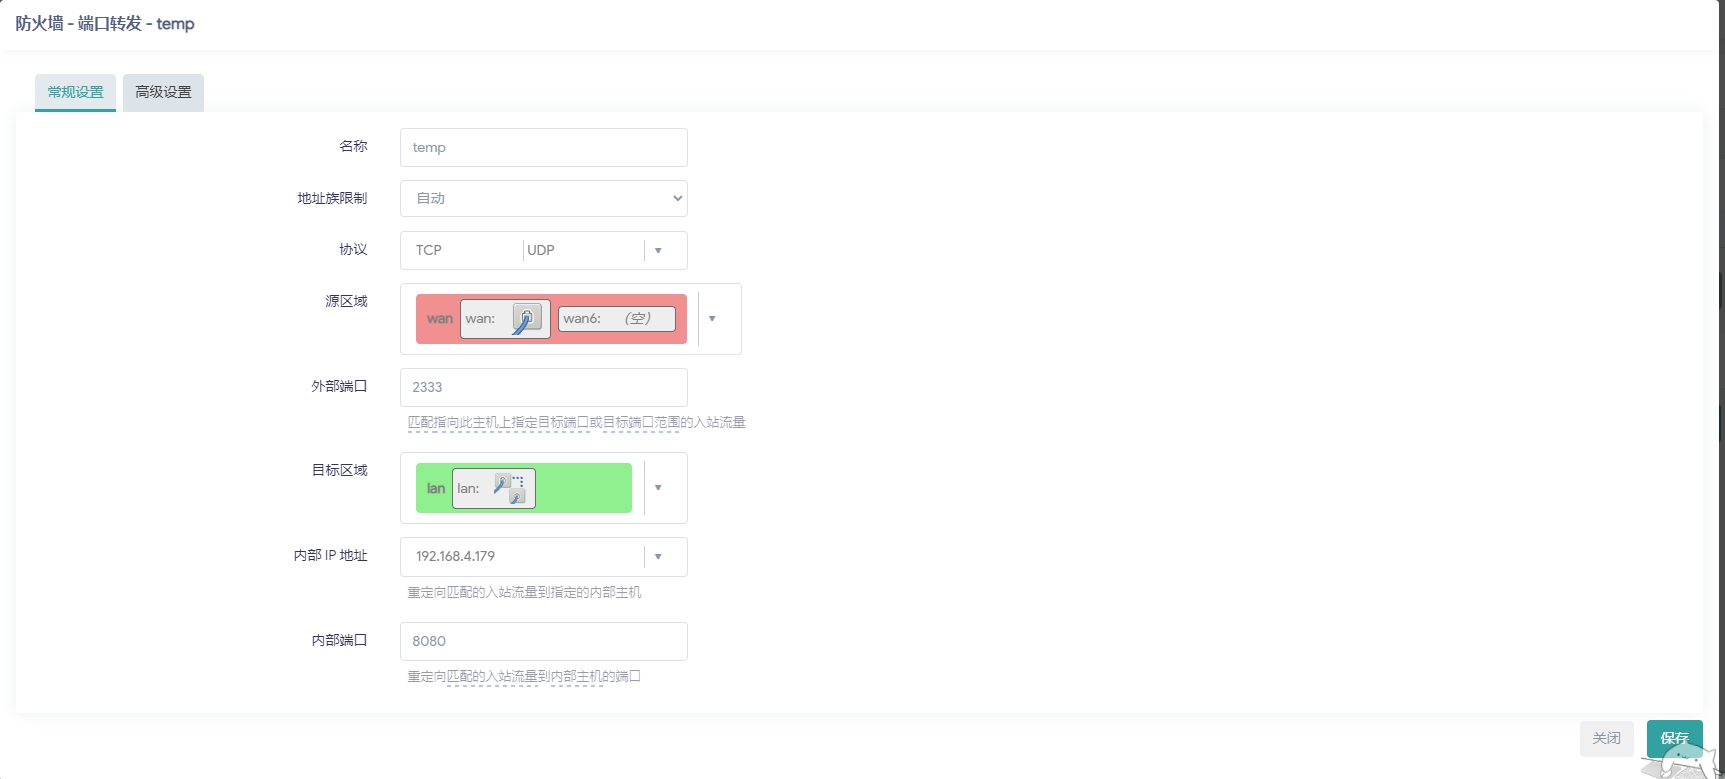 防火墙 - 端口转发 - temp
常规设置 高级设置
名称 temp
地址族限制 自动
协议 TCP UDP
源区域 wan wan: wan6: （空）
外部端口 2333
匹配指向此主机上指定目标端口或目标端口范围的入站流量
目标区域 lan lan:
内部 IP 地址 192.168.4.179
重定向匹配的入站流量到指定的内部主机
内部端口 8080
重定向匹配的入站流量到内部主机的端口
关闭 保存